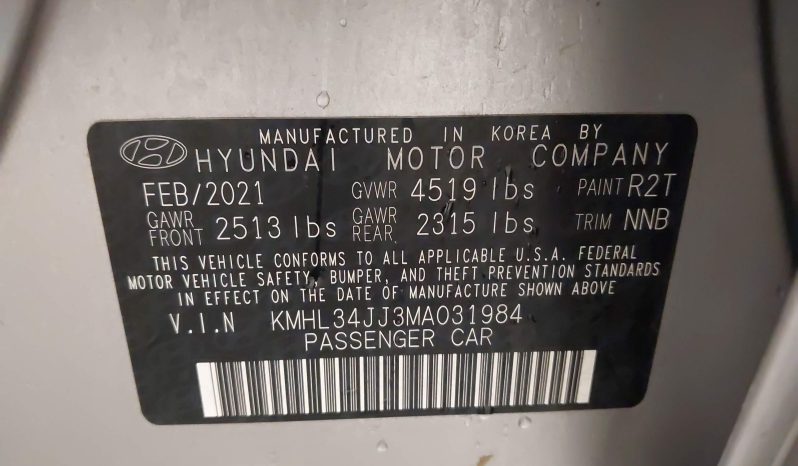 MANUFACTURED IN KOREA BY
HYUNDAI MOTOR COMPANY
FEB/2021 GVWR 4519 lbs PAINT R2T
GAWR FRONT 2513 lbs GAWR REAR 2315 lbs TRIM NNB
THIS VEHICLE CONFORMS TO ALL APPLICABLE U.S.A. FEDERAL
MOTOR VEHICLE SAFETY, BUMPER, AND THEFT PREVENTION STANDARDS
IN EFFECT ON THE DATE OF MANUFACTURE SHOWN ABOVE
V.I.N KMHL34JJ3MA031984
PASSENGER CAR